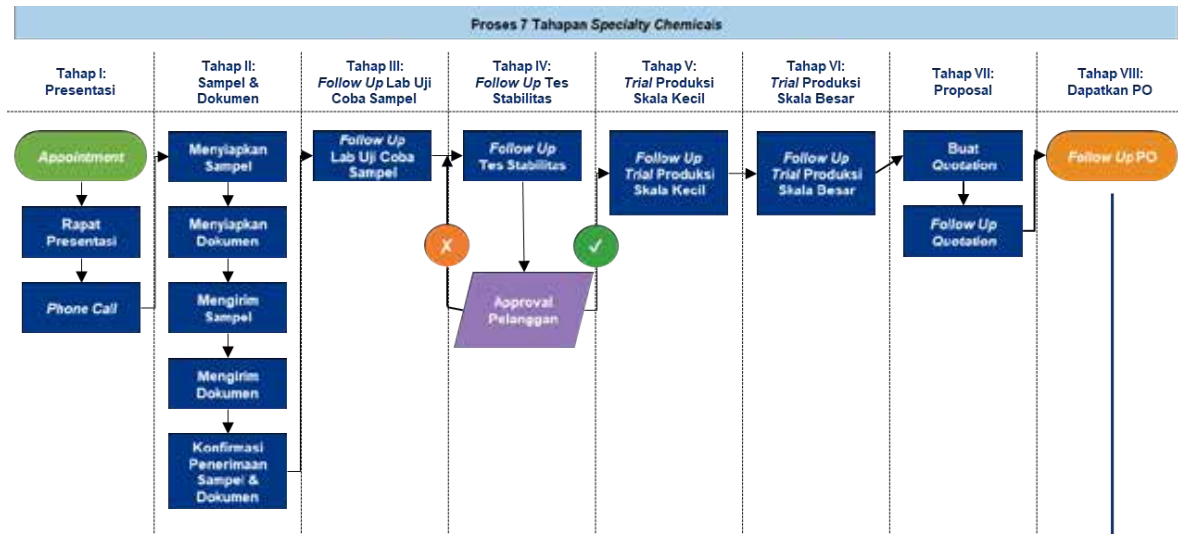 Proses 7 Tahapan Specialty Chemicals
Tahap I:
Presentasi
Tahap II:
Sampel &
Dokumen
Tahap III:
Follow Up Lab Uji
Coba Sampel
Tahap IV:
Follow Up Tes
Stabilitas
Tahap V:
Trial Produksi
Skala Kecil
Tahap VI:
Trial Produksi
Skala Besar
Tahap VII:
Proposal
Tahap VIII:
Dapatkan PO
Appointment
Rapat
Presentasi
Phone Call
Menyiapkan
Sampel
Menyiapkan
Dokumen
Mengirim
Sampel
Mengirim
Dokumen
Konfirmasi
Penerimaan
Sampel &
Dokumen
Follow Up
Lab Uji Coba
Sampel
Follow Up
Tes Stabilitas
X
✓
Approval
Pelanggan
Follow Up
Trial Produksi
Skala Kecil
Follow Up
Trial Produksi
Skala Besar
Buat
Quotation
Follow Up
Quotation
Follow Up PO